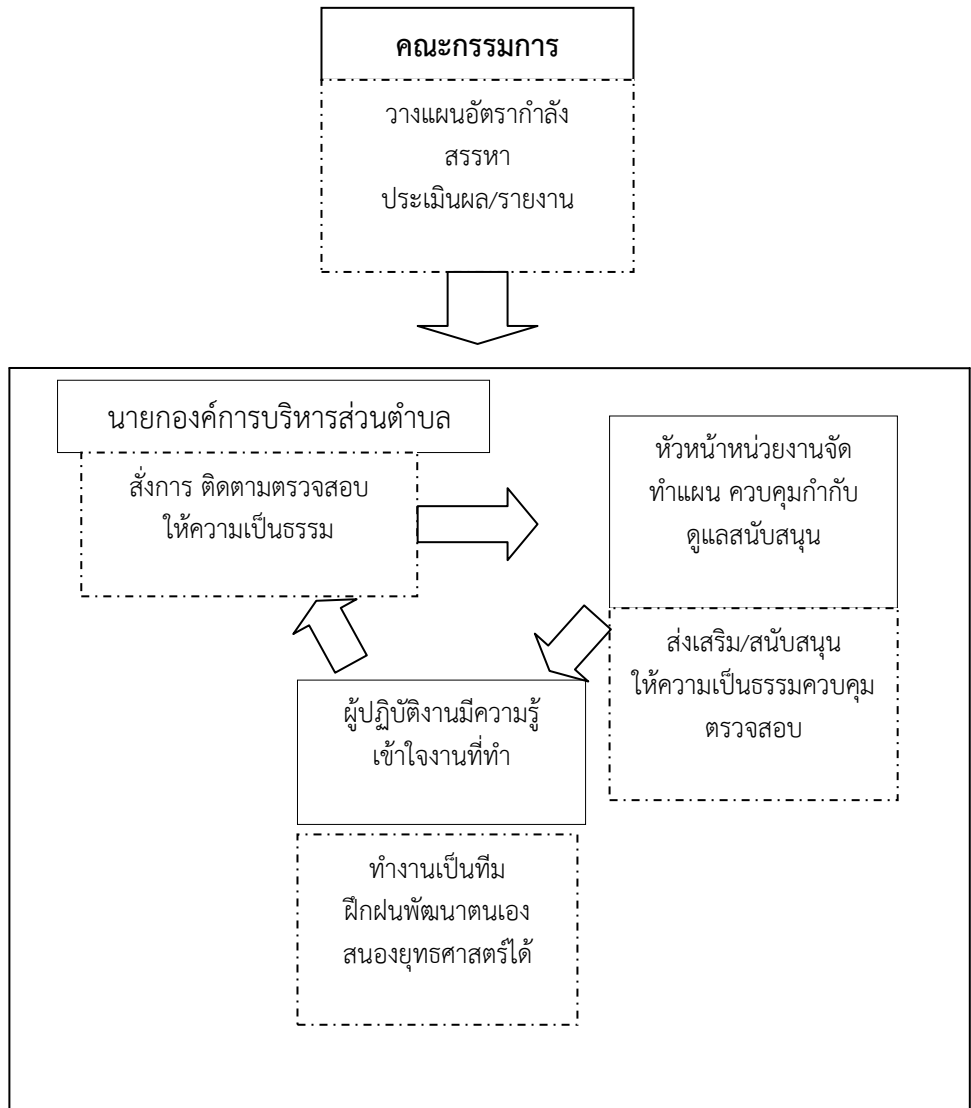 คณะกรรมการ
วางแผนอัตรากำลัง
สรรหา
ประเมินผล/รายงาน
นายกองค์การบริหารส่วนตำบล
สั่งการ ติดตามตรวจสอบ
ให้ความเป็นธรรม
หัวหน้าหน่วยงานจัด
ทำแผน ควบคุมกำกับ
ดูแลสนับสนุน
ส่งเสริม/สนับสนุน
ให้ความเป็นธรรมควบคุม
ตรวจสอบ
ผู้ปฏิบัติงานมีความรู้
เข้าใจงานที่ทำ
ทำงานเป็นทีม
ฝึกฝนพัฒนาตนเอง
สนองยุทธศาสตร์ได้